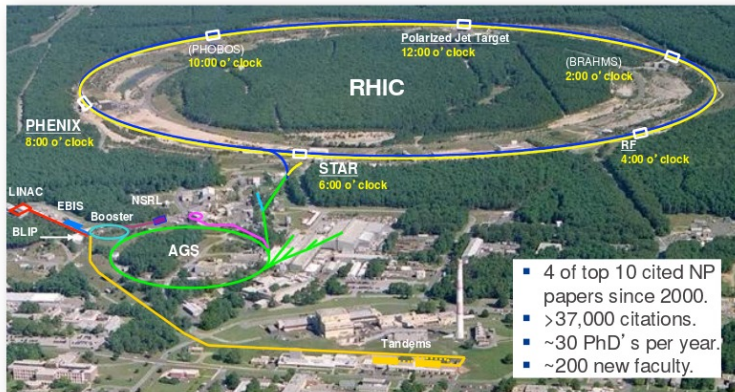 (PHOBOS)
10:00 o’clock
Polarized Jet Target
12:00 o’clock
(BRAHMS)
2:00 o’clock
RHIC
PHENIX
8:00 o’clock
STAR
6:00 o’clock
RF
4:00 o’clock
LINAC
EBIS
Booster
NSRL
BLIP
AGS
Tandems
▪ 4 of top 10 cited NP
papers since 2000.
▪ >37,000 citations.
▪ ~30 PhD’s per year.
▪ ~200 new faculty.